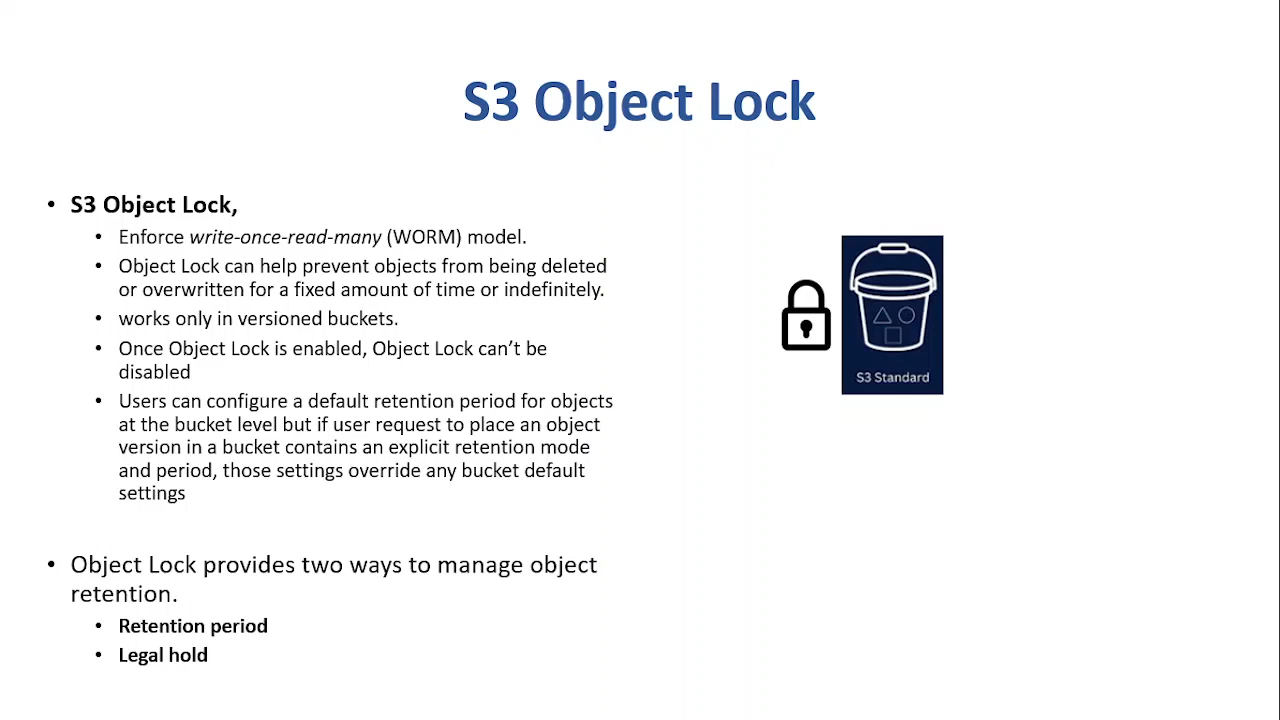 S3 Object Lock
• S3 Object Lock,
• Enforce write-once-read-many (WORM) model.
• Object Lock can help prevent objects from being deleted
or overwritten for a fixed amount of time or indefinitely.
• works only in versioned buckets.
• Once Object Lock is enabled, Object Lock can’t be
disabled
• Users can configure a default retention period for objects
at the bucket level but if user request to place an object
version in a bucket contains an explicit retention mode
and period, those settings override any bucket default
settings
• Object Lock provides two ways to manage object
retention.
• Retention period
• Legal hold
S3 Standard